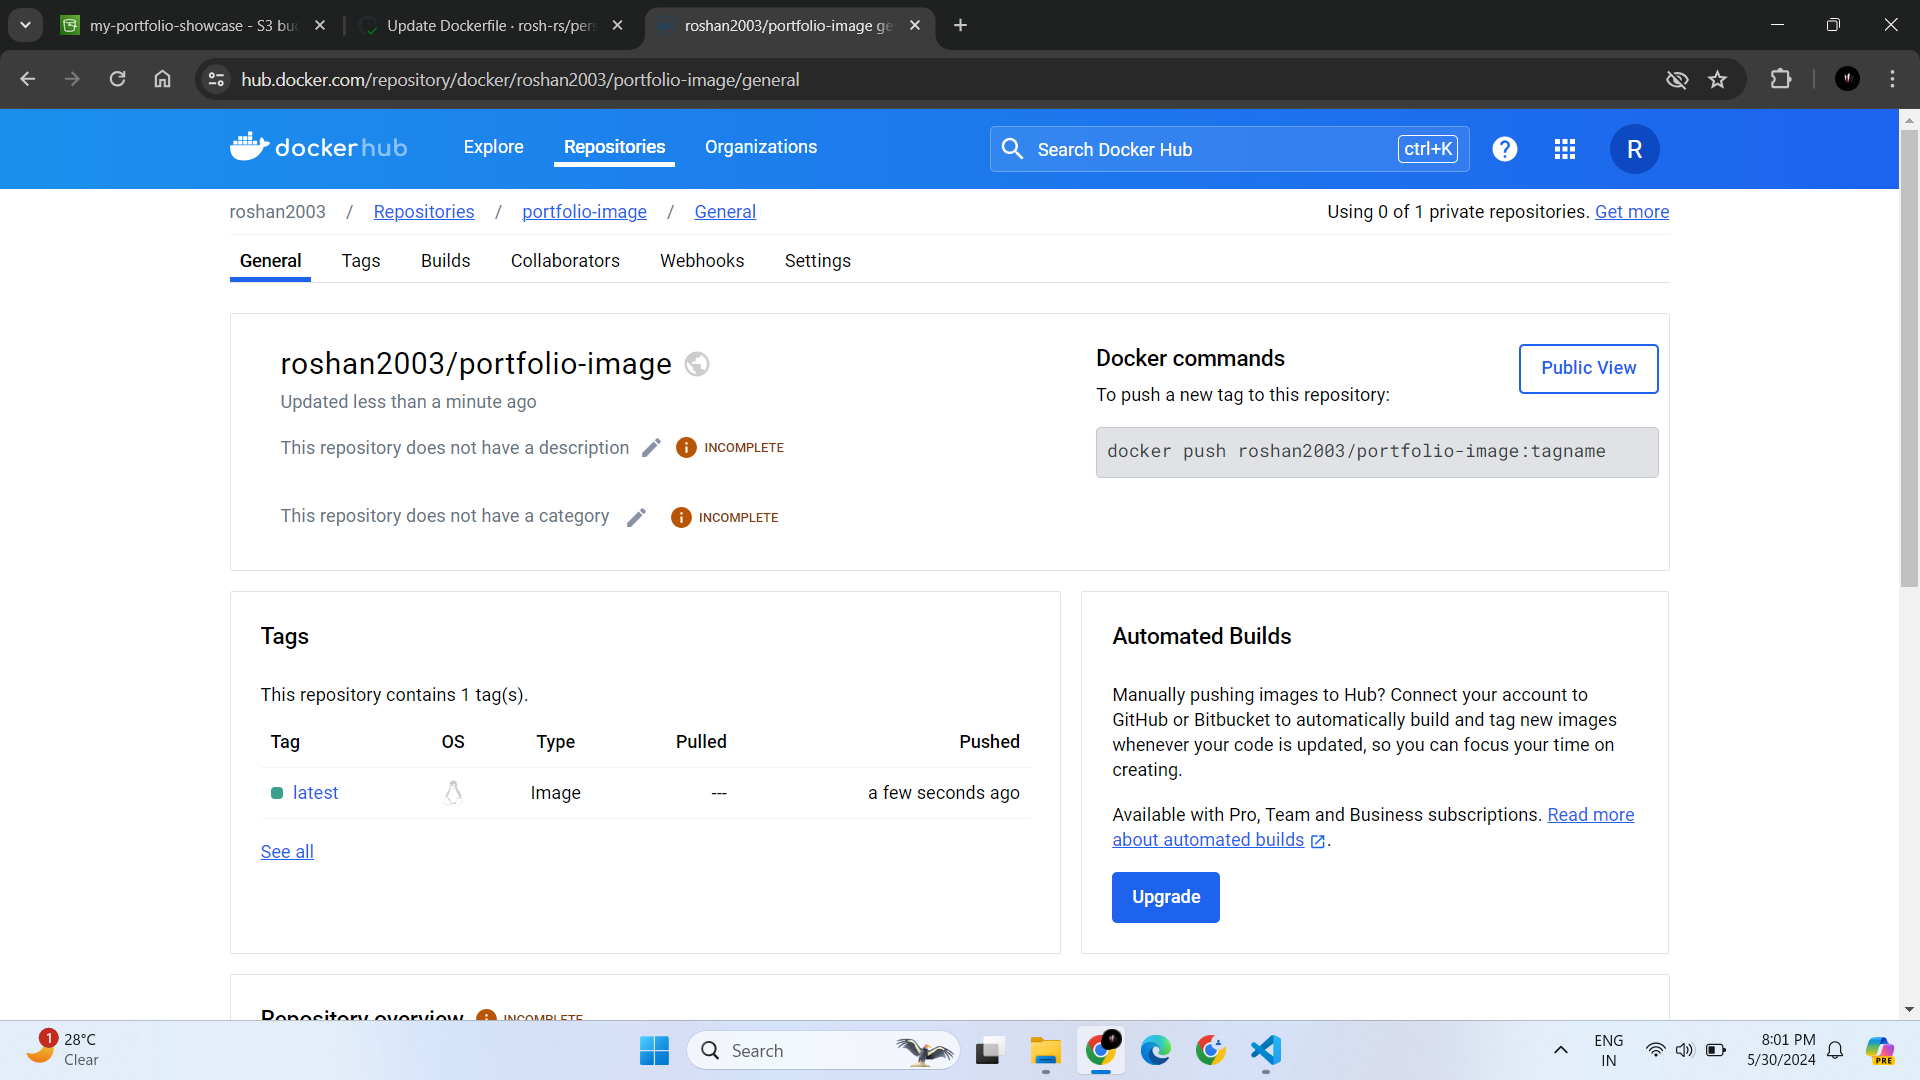 my-portfolio-showcase - S3 bu
Update Dockerfile · rosh-rs/pers
roshan2003/portfolio-image ge
hub.docker.com/repository/docker/roshan2003/portfolio-image/general
dockerhub
Explore
Repositories
Organizations
Search Docker Hub
ctrl+K
?
R
roshan2003 / Repositories / portfolio-image / General
Using 0 of 1 private repositories. Get more
General
Tags
Builds
Collaborators
Webhooks
Settings
roshan2003/portfolio-image
Updated less than a minute ago
This repository does not have a description
INCOMPLETE
This repository does not have a category
INCOMPLETE
Docker commands
To push a new tag to this repository:
Public View
docker push roshan2003/portfolio-image:tagname
Tags
This repository contains 1 tag(s).
Tag OS Type Pulled Pushed
latest Image --- a few seconds ago
See all
Automated Builds
Manually pushing images to Hub? Connect your account to
GitHub or Bitbucket to automatically build and tag new images
whenever your code is updated, so you can focus your time on
creating.
Available with Pro, Team and Business subscriptions. Read more
about automated builds .
Upgrade
Repository overview
INCOMPLETE
1
28°C
Clear
Search
ENG
IN
8:01 PM
5/30/2024
PRE